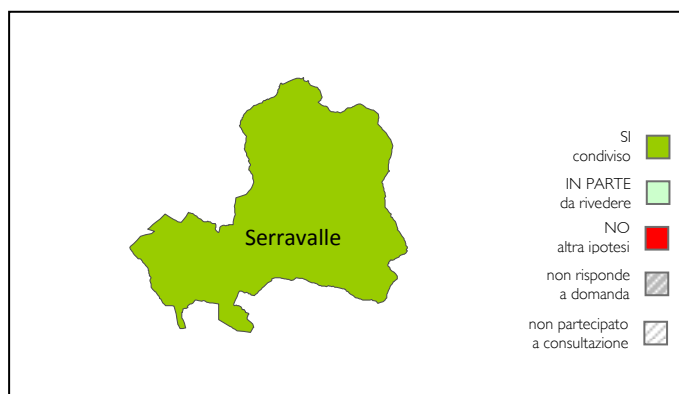 Serravalle
SI
condiviso
IN PARTE
da rivedere
NO
altra ipotesi
non risponde
a domanda
non partecipato
a consultazione